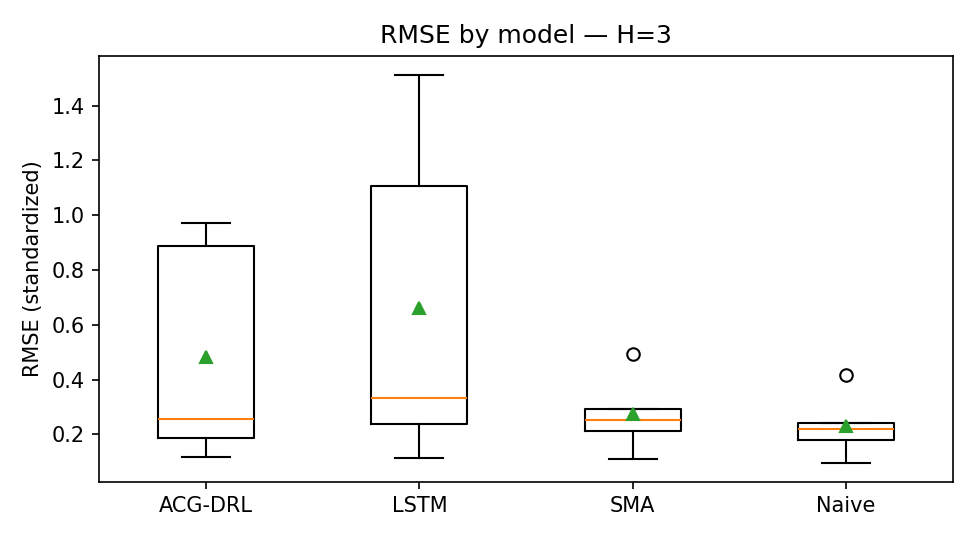 RMSE by model — H=3
RMSE (standardized)
1.4
1.2
1.0
0.8
0.6
0.4
0.2
ACG-DRL LSTM SMA Naive